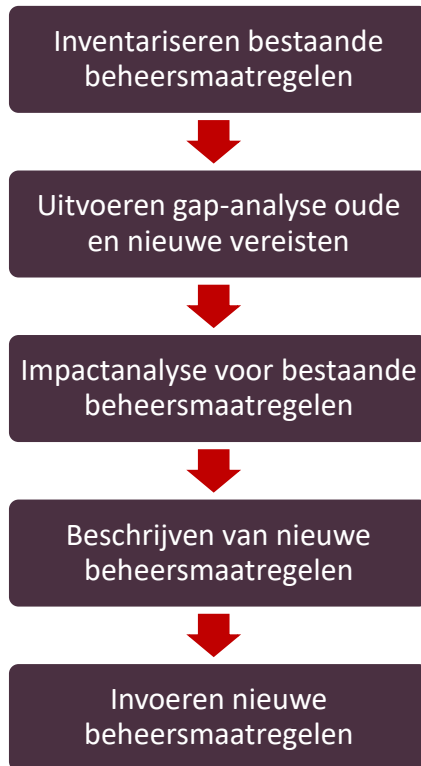 Inventariseren bestaande
beheersmaatregelen
Uitvoeren gap-analyse oude
en nieuwe vereisten
Impactanalyse voor bestaande
beheersmaatregelen
Beschrijven van nieuwe
beheersmaatregelen
Invoeren nieuwe
beheersmaatregelen